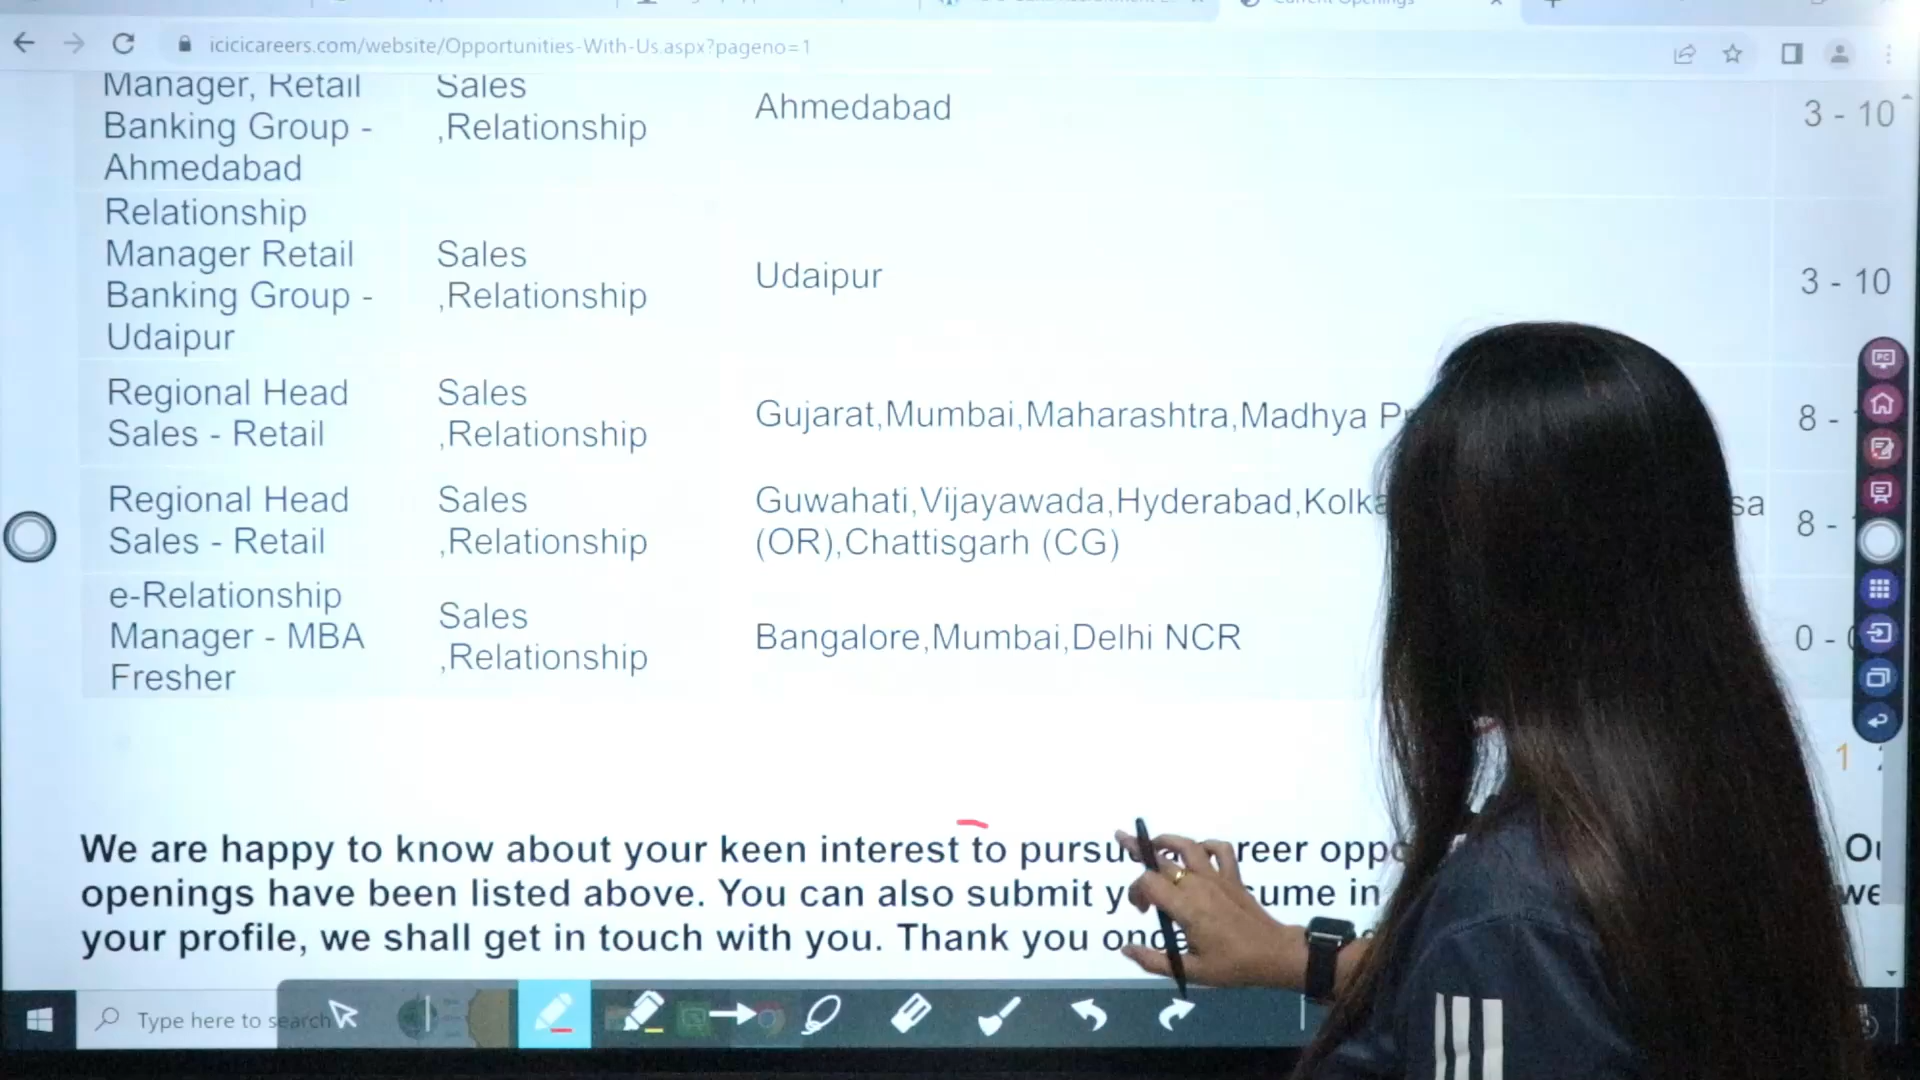 Current Openings
icicicareers.com/website/Opportunities-With-Us.aspx?pageno=1
Manager, Retail
Banking Group -
Ahmedabad
Sales
,Relationship
Ahmedabad
3 - 10
Relationship
Manager Retail
Banking Group -
Udaipur
Sales
,Relationship
Udaipur
3 - 10
Regional Head
Sales - Retail
Sales
,Relationship
Gujarat,Mumbai,Maharashtra,Madhya
8 -
Regional Head
Sales - Retail
Sales
,Relationship
Guwahati,Vijayawada,Hyderabad,
(OR),Chattisgarh (CG)
8 -
e-Relationship
Manager - MBA
Fresher
Sales
,Relationship
Bangalore,Mumbai,Delhi NCR
0 -
1
We are happy to know about your keen interest to
openings have been listed above. You can also submit in
your profile, we shall get in touch with you. Thank you
Type here to search
PC